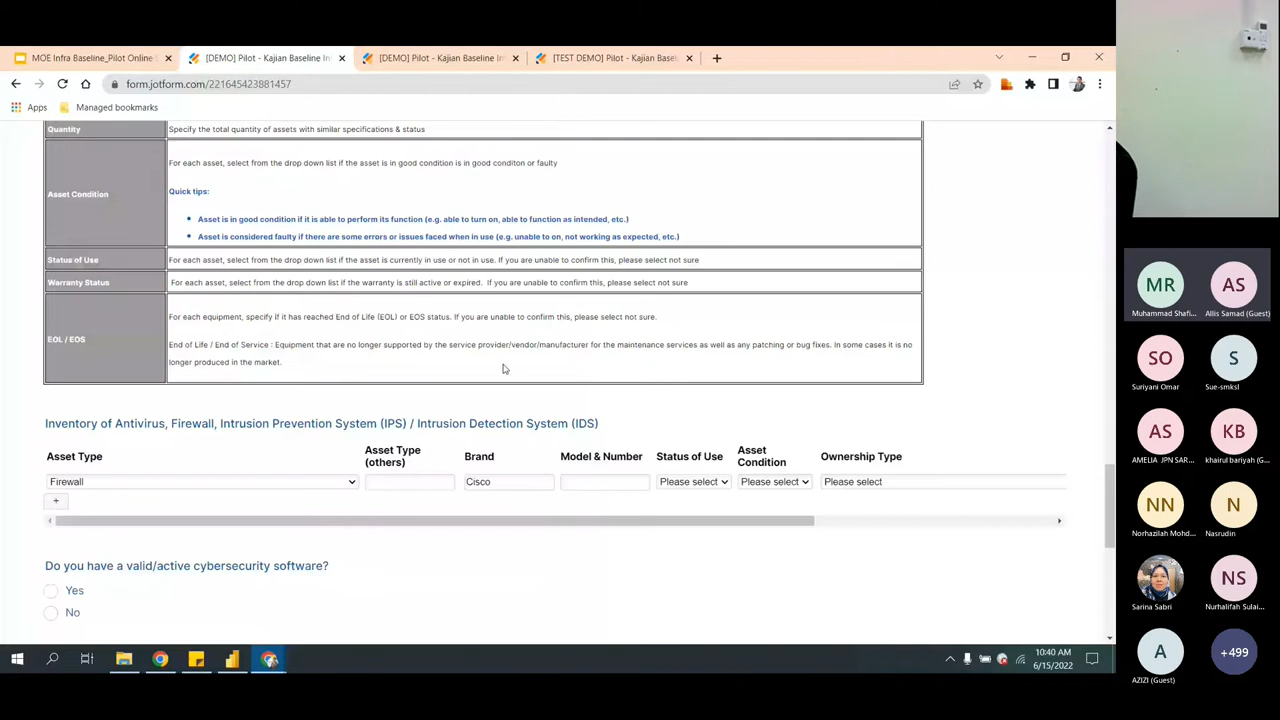 MOE Infra Baseline_Pilot Online
[DEMO] Pilot - Kajian Baseline In
[DEMO] Pilot - Kajian Baseline In
[TEST DEMO] Pilot - Kajian Basel
form.jotform.com/221645423881457
Apps
Managed bookmarks
Quantity
Specify the total quantity of assets with similar specifications & status
Asset Condition
For each asset, select from the drop down list if the asset is in good condition is in good conditon or faulty
Quick tips:
Asset is in good condition if it is able to perform its function (e.g. able to turn on, able to function as intended, etc.)
Asset is considered faulty if there are some errors or issues faced when in use (e.g. unable to on, not working as expected, etc.)
Status of Use
For each asset, select from the drop down list if the asset is currently in use or not in use. If you are unable to confirm this, please select not sure
Warranty Status
For each asset, select from the drop down list if the warranty is still active or expired. If you are unable to confirm this, please select not sure
EOL / EOS
For each equipment, specify if it has reached End of Life (EOL) or EOS status. If you are unable to confirm this, please select not sure.
End of Life / End of Service : Equipment that are no longer supported by the service provider/vendor/manufacturer for the maintenance services as well as any patching or bug fixes. In some cases it is no
longer produced in the market.
Inventory of Antivirus, Firewall, Intrusion Prevention System (IPS) / Intrusion Detection System (IDS)
Asset Type
Asset Type
(others)
Brand
Model & Number
Status of Use
Asset
Condition
Ownership Type
Firewall
Cisco
Please select
Please select
Please select
+
Do you have a valid/active cybersecurity software?
Yes
No
10:40 AM
6/15/2022
MR
Muhammad Shafi...
AS
Allis Samad (Guest)
SO
Suriyani Omar
S
Sue-smksl
AS
AMELIA JPN SAR...
KB
khairul bariyah (G...
NN
Norhazilah Mohd...
N
Nasrudin
Sarina Sabri
NS
Nurhalifah Sulai...
A
AZIZI (Guest)
+499